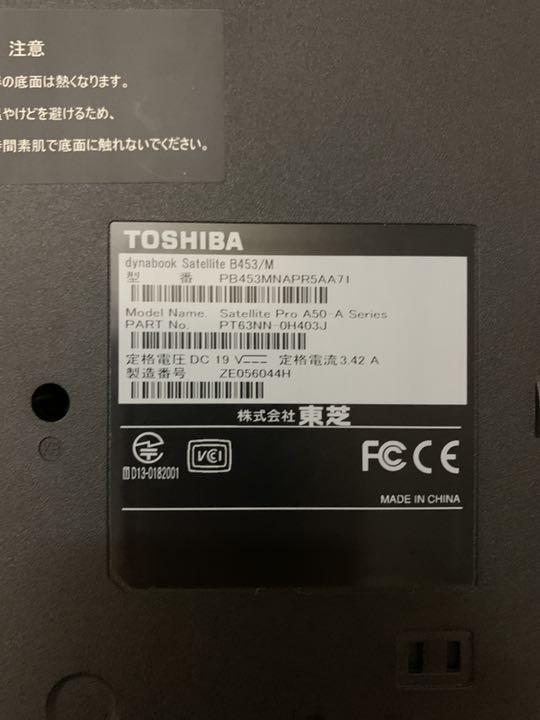 注意
の底面は熱くなります。
やけどを避けるため、
間素肌で底面に触れないでください。
TOSHIBA
dynabook Satellite B453/M
型 番 PB453MNAPR5AA71
Model Name. Satellite Pro A50-A Series
PART No. PT63NN-0H403J
定格電圧 DC 19 V 定格電流 3.42 A
製造番号 ZE056044H
株式会社 東芝
D13-0182001
VCI
FC CE
MADE IN CHINA